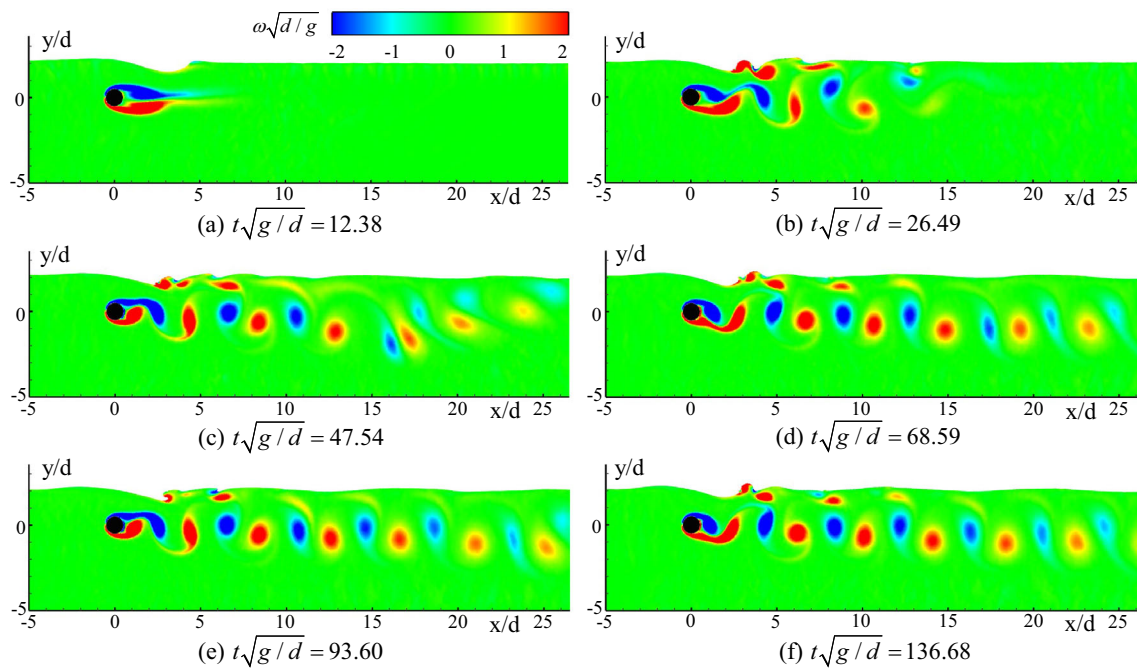 ω√d/g
-2 -1 0 1 2
y/d
0
-5
-5 0 5 10 15 20 25
x/d
(a) t√g/d = 12.38
y/d
0
-5
-5 0 5 10 15 20 25
x/d
(b) t√g/d = 26.49
y/d
0
-5
-5 0 5 10 15 20 25
x/d
(c) t√g/d = 47.54
y/d
0
-5
-5 0 5 10 15 20 25
x/d
(d) t√g/d = 68.59
y/d
0
-5
-5 0 5 10 15 20 25
x/d
(e) t√g/d = 93.60
y/d
0
-5
-5 0 5 10 15 20 25
x/d
(f) t√g/d = 136.68